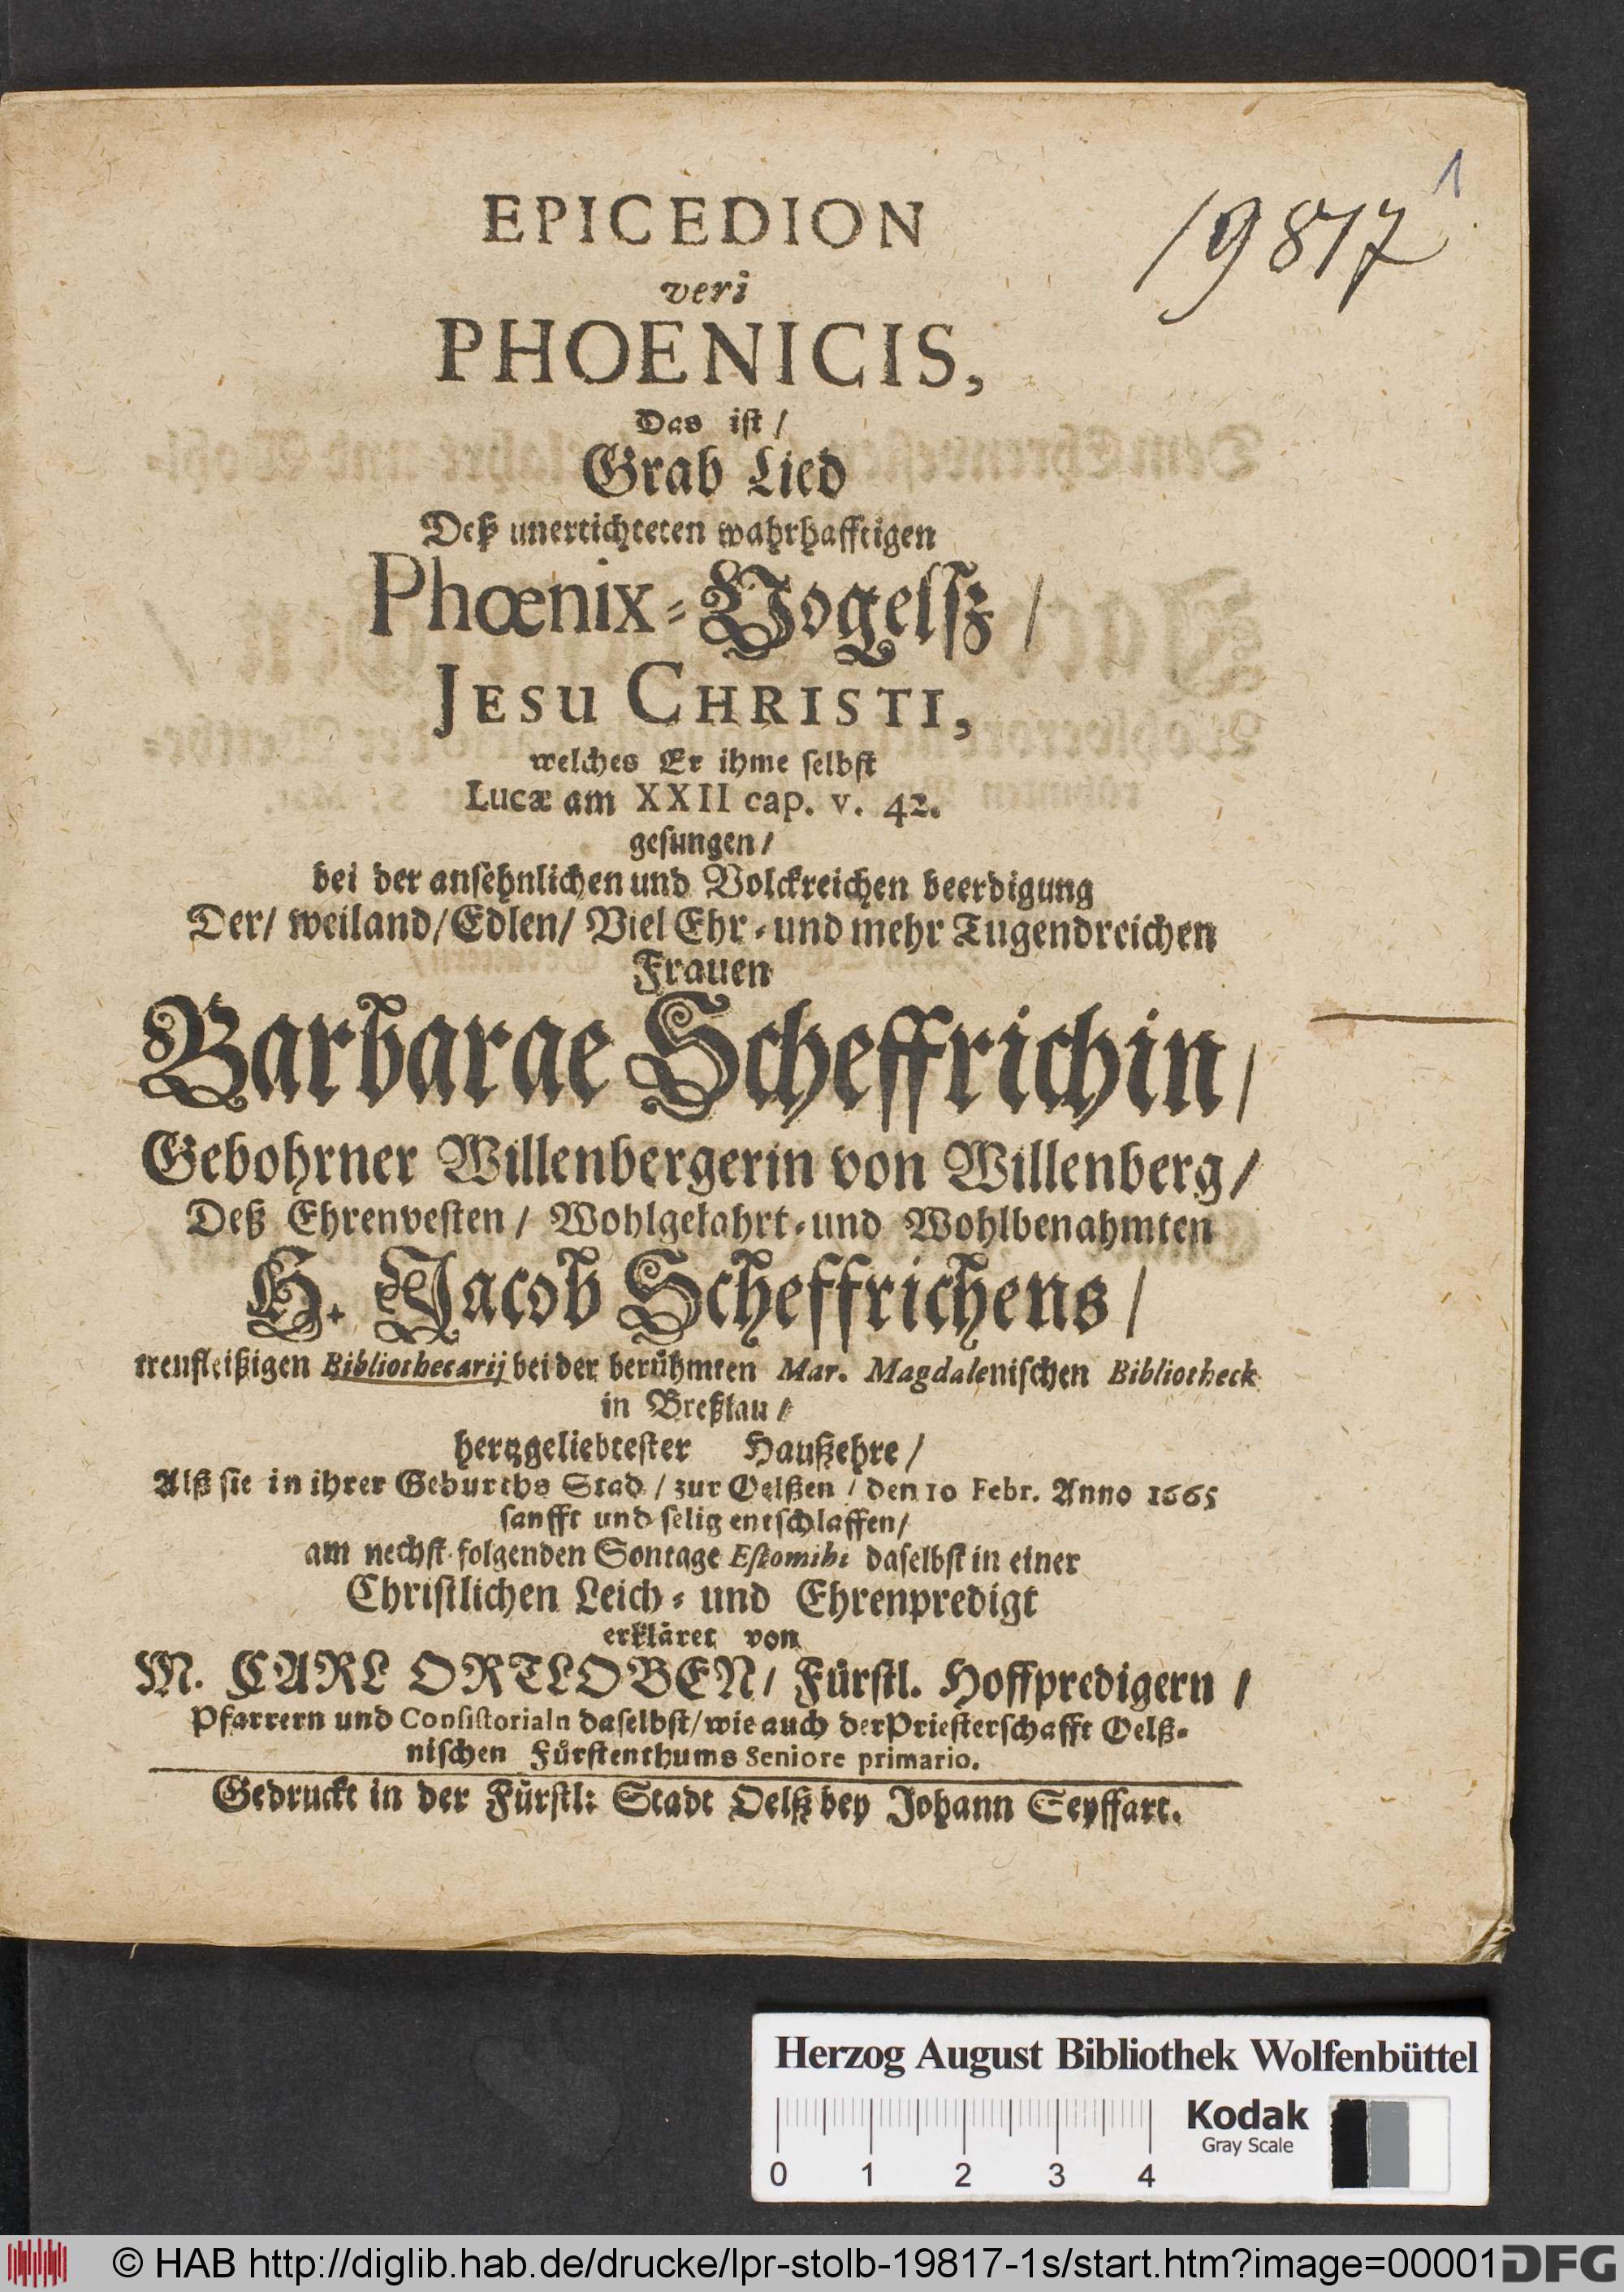 1
19817
EPICEDION
veri
PHOENICIS,
Das ist /
Grab Lied
Deß unertichteten wahrhafftigen
Phœnix-Vogelß /
JESU CHRISTI,
welches Er ihme selbst
Lucæ am XXII cap. v. 42.
gesungen /
bei der ansehnlichen und Volckreichen beerdigung
Der / weiland / Edlen / Viel Ehr- und mehr Tugendreichen
Frauen
Barbarae Scheffrichin /
Gebohrner Willenbergerin von Willenberg /
Deß Ehrenvesten / Wohlgelahrt- und Wohlbenahmten
H. Jacob Scheffrichens /
treufleißigen Bibliothecarij bei der berühmten Mar. Magdalenischen Bibliotheck
in Breßlau /
hertzgeliebtester Haußehre /
Alß sie in ihrer Geburths Stad / zur Oelßen / den 10 Febr. Anno 1665
sanfft und selig entschlaffen /
am nechst-folgenden Sontage Estomihi daselbst in einer
Christlichen Leich- und Ehrenpredigt
erkläret von
M. CARL ORTLOBEN / Fürstl. Hoffpredigern /
Pfarrern und Consistorialn daselbst / wie auch der Priesterschafft Oelß-
nischen Fürstenthums Seniore primario.
Gedruckt in der Fürstl: Stadt Oelß bey Johann Seyffart.
Herzog August Bibliothek Wolfenbüttel
Kodak
Gray Scale
0 1 2 3 4
© HAB http://diglib.hab.de/drucke/lpr-stolb-19817-1s/start.htm?image=00001
DFG